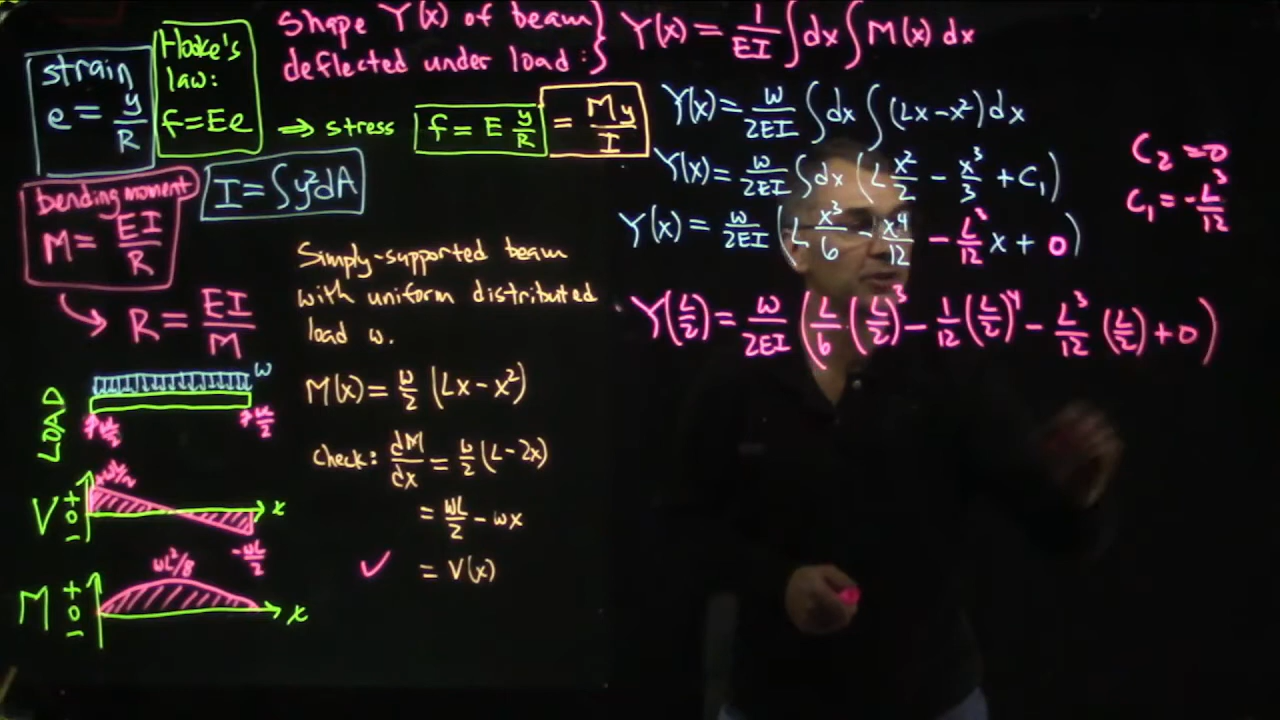 shape Y(x) of beam
deflected under load :}
Y(x) = 1/EI ∫dx ∫M(x) dx
strain
e = y/R
Hooke's
law:
f = Ee
⇒ stress
f = E y/R
= My/I
I = ∫y²dA
bending moment
M = EI/R
R = EI/M
Simply-supported beam
with uniform distributed
load w.
M(x) = w/2 (Lx - x²)
check: dM/dx = w/2 (L - 2x)
= wL/2 - wx
✓ = V(x)
LOAD
w
wL/2
wL/2
V + 0 -
wL/2
x
-wL/2
M + 0 -
wL²/8
x
Y(x) = w/2EI ∫dx ∫(Lx - x²)dx
Y(x) = w/2EI ∫dx (L x²/2 - x³/3 + C₁)
Y(x) = w/2EI (L x³/6 - x⁴/12 - L³/12 x + 0)
C₂ = 0
C₁ = -L³/12
Y(L/2) = w/2EI (L/6 · (L/2)³ - 1/12 (L/2)⁴ - L³/12 (L/2) + 0)